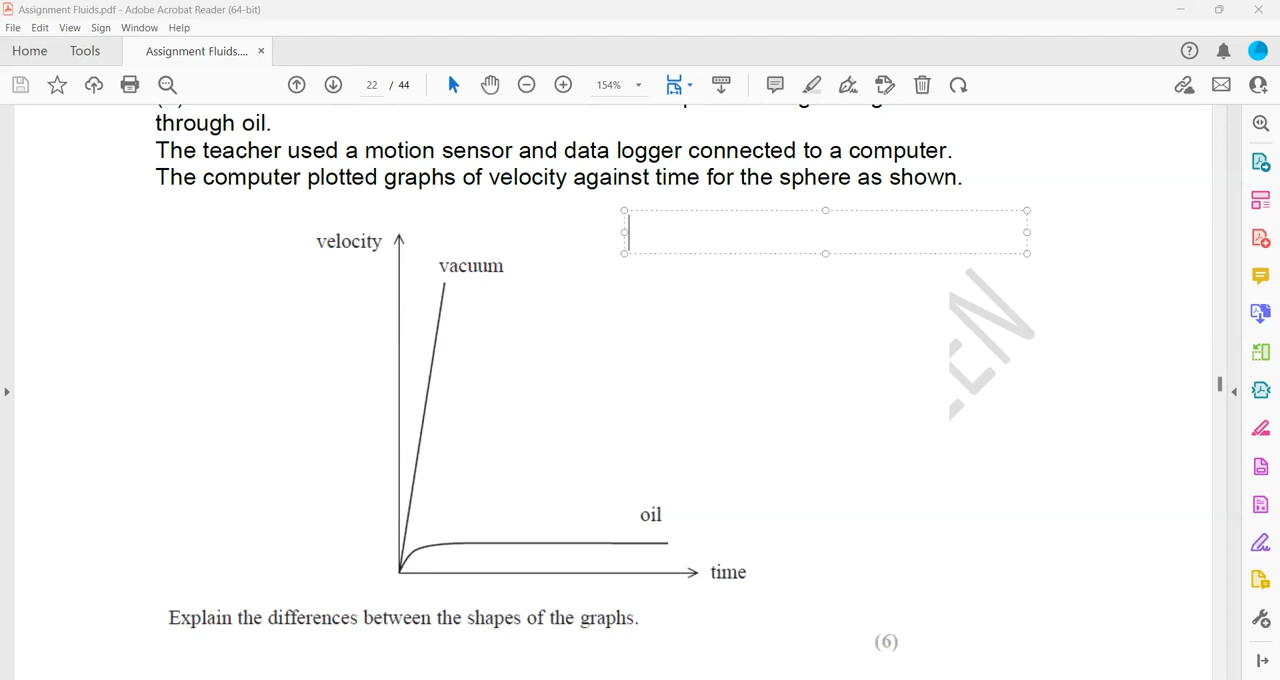 Assignment Fluids.pdf - Adobe Acrobat Reader (64-bit)
File Edit View Sign Window Help
Home Tools Assignment Fluids.... ×
22 / 44 154%
through oil.
The teacher used a motion sensor and data logger connected to a computer.
The computer plotted graphs of velocity against time for the sphere as shown.
velocity
vacuum
oil
time
Explain the differences between the shapes of the graphs.
(6)